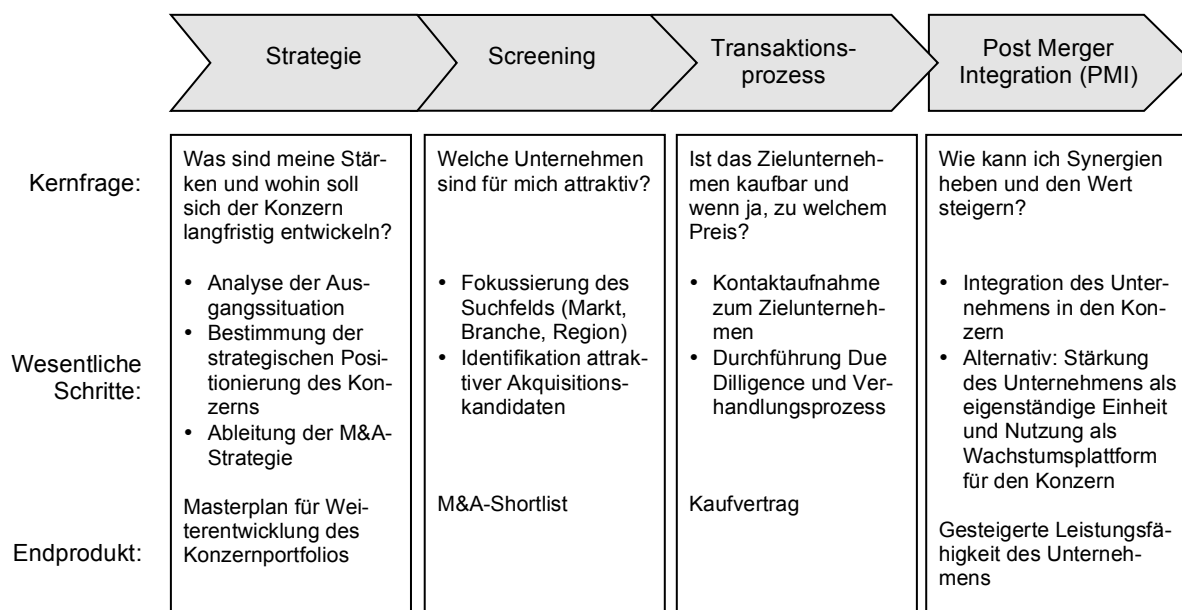 Strategie
Screening
Transaktions-
prozess
Post Merger
Integration (PMI)
Kernfrage:
Was sind meine Stär-
ken und wohin soll
sich der Konzern
langfristig entwickeln?
Welche Unternehmen
sind für mich attraktiv?
Ist das Zielunterneh-
men kaufbar und
wenn ja, zu welchem
Preis?
Wie kann ich Synergien
heben und den Wert
steigern?
Wesentliche
Schritte:
• Analyse der Aus-
gangssituation
• Bestimmung der
strategischen Posi-
tionierung des Kon-
zerns
• Ableitung der M&A-
Strategie
• Fokussierung des
Suchfelds (Markt,
Branche, Region)
• Identifikation attrak-
tiver Akquisitions-
kandidaten
• Kontaktaufnahme
zum Zielunterneh-
men
• Durchführung Due
Dilligence und Ver-
handlungsprozess
• Integration des Unter-
nehmens in den Kon-
zern
• Alternativ: Stärkung
des Unternehmens als
eigenständige Einheit
und Nutzung als
Wachstumsplattform
für den Konzern
Endprodukt:
Masterplan für Wei-
terentwicklung des
Konzernportfolios
M&A-Shortlist
Kaufvertrag
Gesteigerte Leistungsfä-
higkeit des Unterneh-
mens